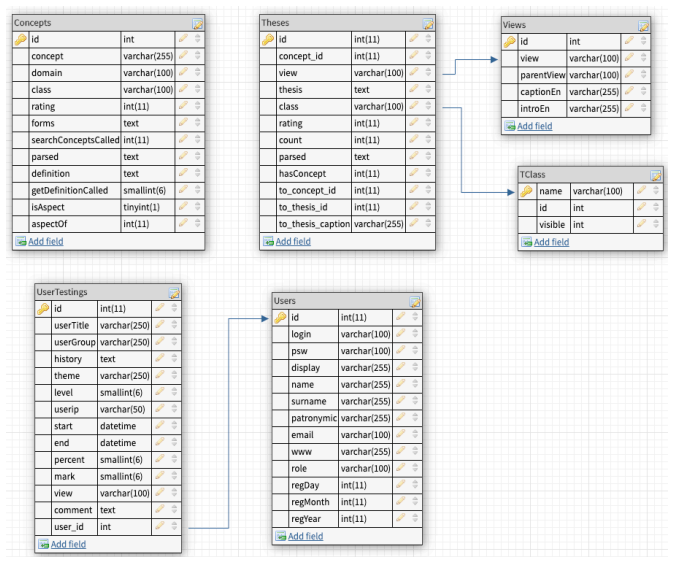 Concepts
id int
concept varchar(255)
domain varchar(100)
class varchar(100)
rating int(11)
forms text
searchConceptsCalled int(11)
parsed text
definition text
getDefinitionCalled smallint(6)
isAspect tinyint(1)
aspectOf int(11)
Add field
Theses
id int(11)
concept_id int(11)
view varchar(100)
thesis text
class varchar(100)
rating int(11)
count int(11)
parsed text
hasConcept int(11)
to_concept_id int(11)
to_thesis_id int(11)
to_thesis_caption varchar(255)
Add field
Views
id int
view varchar(100)
parentView varchar(100)
captionEn varchar(255)
introEn varchar(255)
Add field
TClass
name varchar(100)
id int
visible int
Add field
UserTestings
id int(11)
userTitle varchar(250)
userGroup varchar(250)
history text
theme varchar(250)
level smallint(6)
userip varchar(50)
start datetime
end datetime
percent smallint(6)
mark smallint(6)
view varchar(100)
comment text
user_id int
Add field
Users
id int(11)
login varchar(100)
psw varchar(100)
display varchar(255)
name varchar(255)
surname varchar(255)
patronymic varchar(255)
email varchar(100)
www varchar(255)
role varchar(100)
regDay int(11)
regMonth int(11)
regYear int(11)
Add field